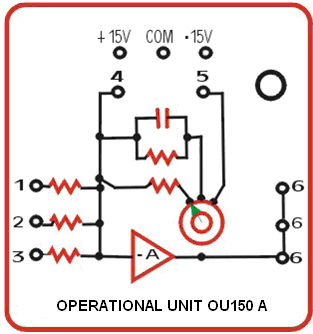 +15V COM -15V
4 5
1 6
2 6
3 -A 6
OPERATIONAL UNIT OU150 A